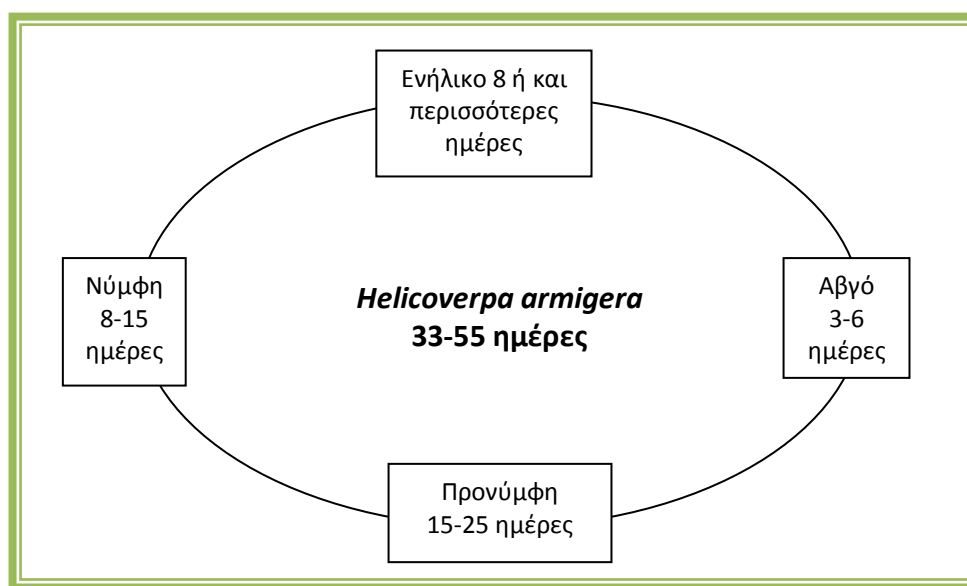 Ενήλικο 8 ή και
περισσότερες
ημέρες
Νύμφη
8-15
ημέρες
Helicoverpa armigera
33-55 ημέρες
Αβγό
3-6
ημέρες
Προνύμφη
15-25 ημέρες